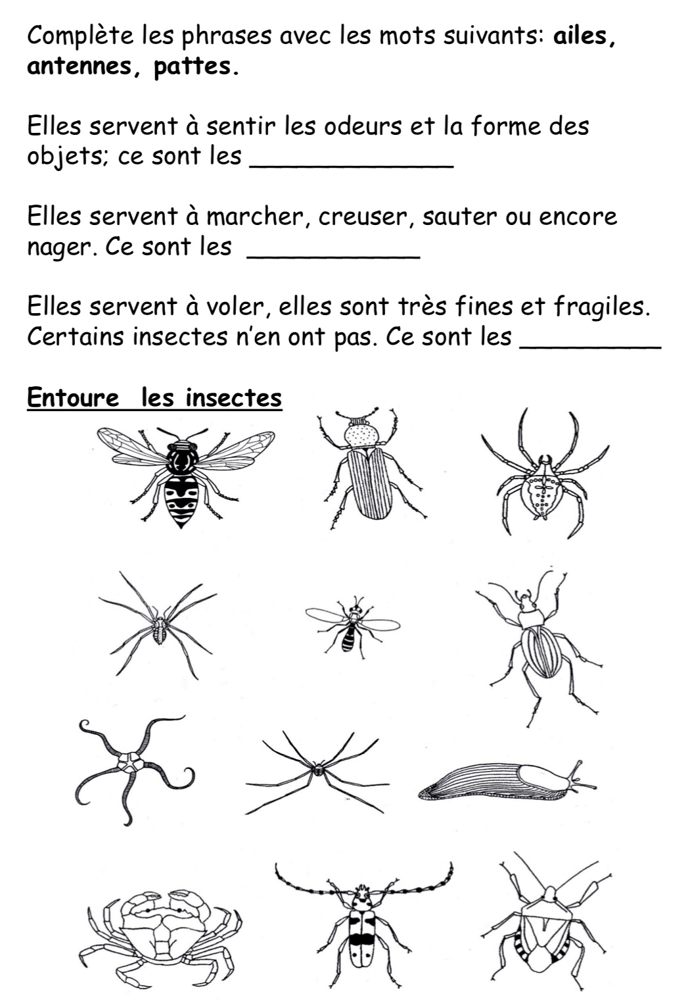 Complète les phrases avec les mots suivants: ailes,
antennes, pattes.
Elles servent à sentir les odeurs et la forme des
objets; ce sont les _____________
Elles servent à marcher, creuser, sauter ou encore
nager. Ce sont les ___________
Elles servent à voler, elles sont très fines et fragiles.
Certains insectes n’en ont pas. Ce sont les _________
Entoure les insectes